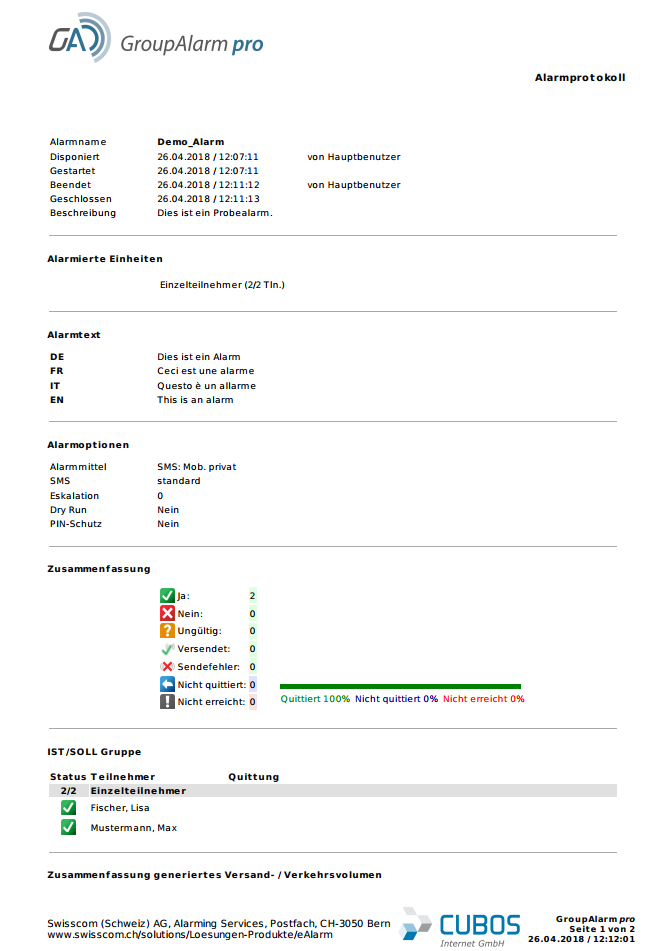 GA GroupAlarm pro
Alarmprotokoll
Alarmname Demo_Alarm
Disponiert 26.04.2018 / 12:07:11 von Hauptbenutzer
Gestartet 26.04.2018 / 12:07:11
Beendet 26.04.2018 / 12:11:12 von Hauptbenutzer
Geschlossen 26.04.2018 / 12:11:13
Beschreibung Dies ist ein Probealarm.
Alarmierte Einheiten
Einzelteilnehmer (2/2 Tln.)
Alarmtext
DE Dies ist ein Alarm
FR Ceci est une alarme
IT Questo è un allarme
EN This is an alarm
Alarmoptionen
Alarmmittel SMS: Mob. privat
SMS standard
Eskalation 0
Dry Run Nein
PIN-Schutz Nein
Zusammenfassung
Ja: 2
Nein: 0
Ungültig: 0
Versendet: 0
Sendefehler: 0
Nicht quittiert: 0
Nicht erreicht: 0
Quittiert 100% Nicht quittiert 0% Nicht erreicht 0%
IST/SOLL Gruppe
Status Teilnehmer Quittung
2/2 Einzelteilnehmer
Fischer, Lisa
Mustermann, Max
Zusammenfassung generiertes Versand- / Verkehrsvolumen
Swisscom (Schweiz) AG, Alarming Services, Postfach, CH-3050 Bern
www.swisscom.ch/solutions/Loesungen-Produkte/eAlarm
CUBOS
Internet GmbH
GroupAlarm pro
Seite 1 von 2
26.04.2018 / 12:12:01